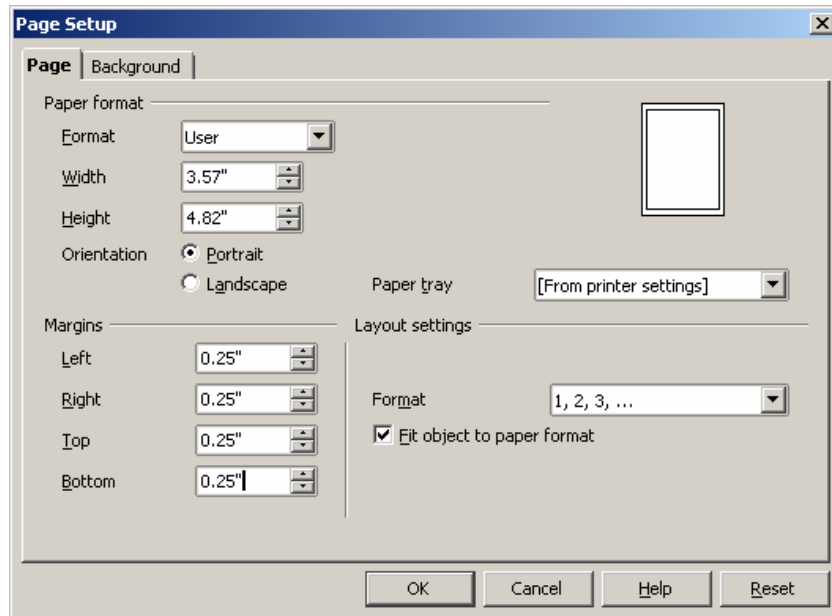 Page Setup
Page Background
Paper format
Format User
Width 3.57"
Height 4.82"
Orientation Portrait
Landscape Paper tray [From printer settings]
Margins Layout settings
Left 0.25"
Right 0.25" Format 1, 2, 3, ...
Top 0.25" Fit object to paper format
Bottom 0.25"
OK Cancel Help Reset